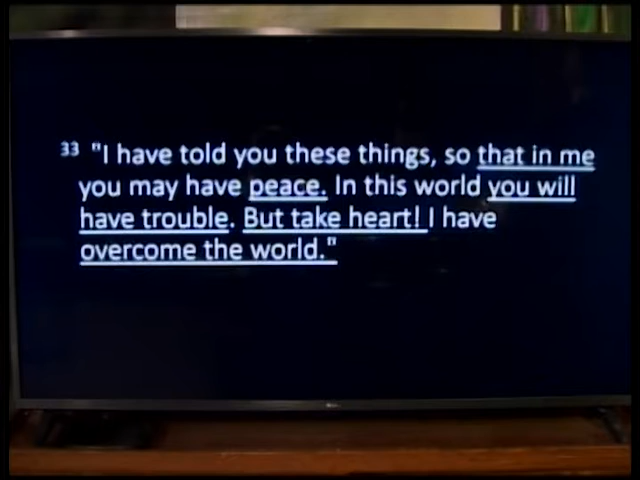 33 "I have told you these things, so that in me
you may have peace. In this world you will
have trouble. But take heart! I have
overcome the world."